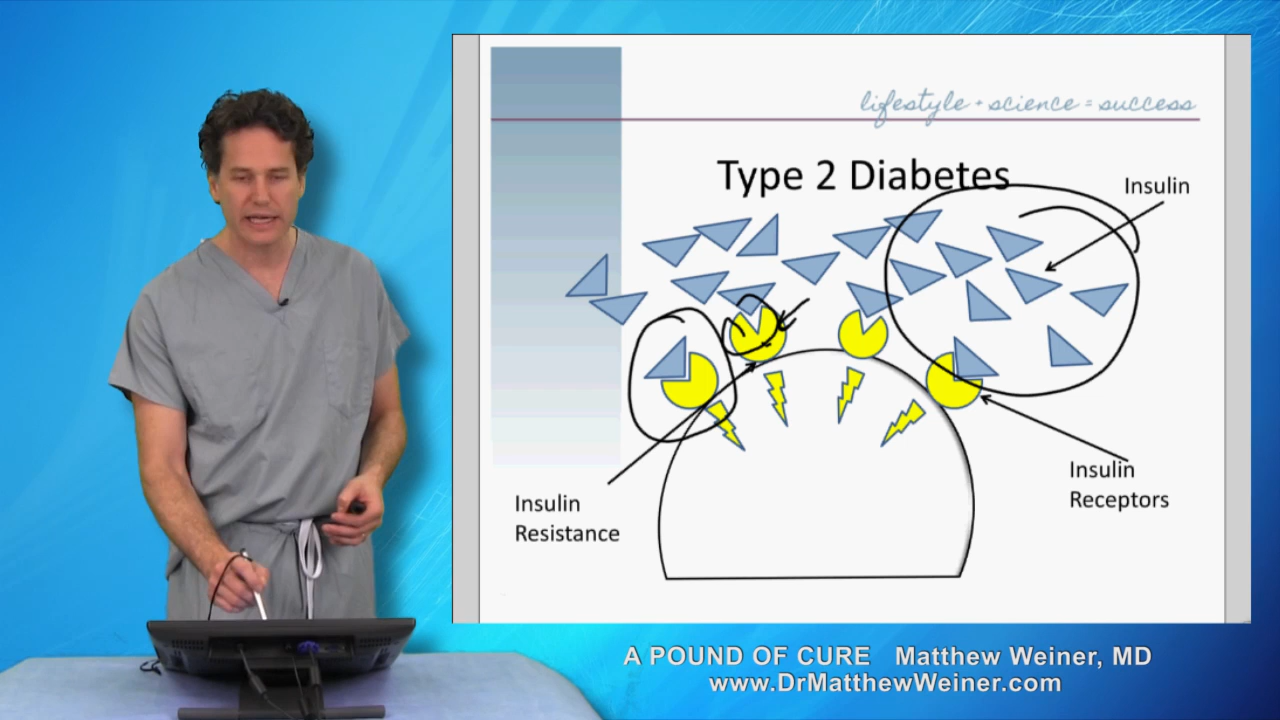 lifestyle + science = success
Type 2 Diabetes
Insulin
Insulin
Resistance
Insulin
Receptors
A POUND OF CURE Matthew Weiner, MD
www.DrMatthewWeiner.com